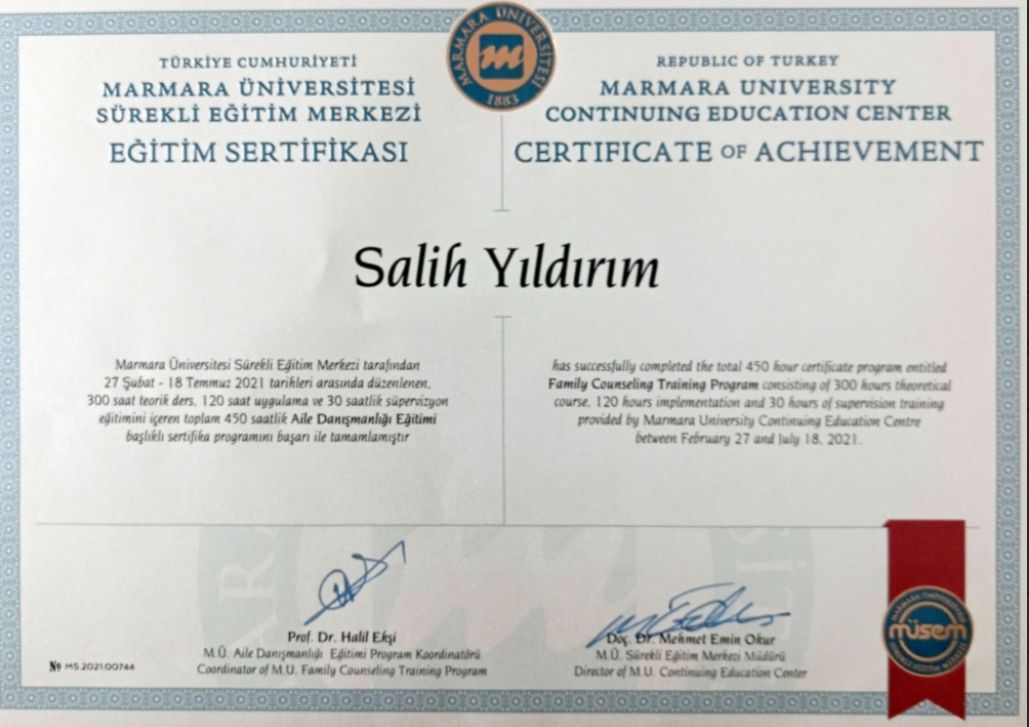 MARMARA ÜNİVERSİTESİ
m
1883
TÜRKİYE CUMHURİYETİ
MARMARA ÜNİVERSİTESİ
SÜREKLİ EĞİTİM MERKEZİ
EĞİTİM SERTİFİKASI
REPUBLIC OF TURKEY
MARMARA UNIVERSITY
CONTINUING EDUCATION CENTER
CERTIFICATE OF ACHIEVEMENT
Salih Yıldırım
Marmara Üniversitesi Sürekli Eğitim Merkezi tarafından
27 Şubat - 18 Temmuz 2021 tarihleri arasında düzenlenen,
300 saat teorik ders, 120 saat uygulama ve 30 saatlik süpervizyon
eğitimini içeren toplam 450 saatlik Aile Danışmanlığı Eğitimi
başlıklı sertifika programını başarı ile tamamlamıştır
has successfully completed the total 450 hour certificate program entitled
Family Counseling Training Program consisting of 300 hours theoretical
course, 120 hours implementation and 30 hours of supervision training
provided by Marmara University Continuing Education Centre
between February 27 and July 18, 2021.
Prof. Dr. Halil Ekşi
M.Ü. Aile Danışmanlığı Eğitimi Program Koordinatörü
Coordinator of M.U. Family Counseling Training Program
Doç. Dr. Mehmet Emin Okur
M.Ü. Sürekli Eğitim Merkezi Müdürü
Director of M.U. Continuing Education Center
№ MS.2021.00744
müsem